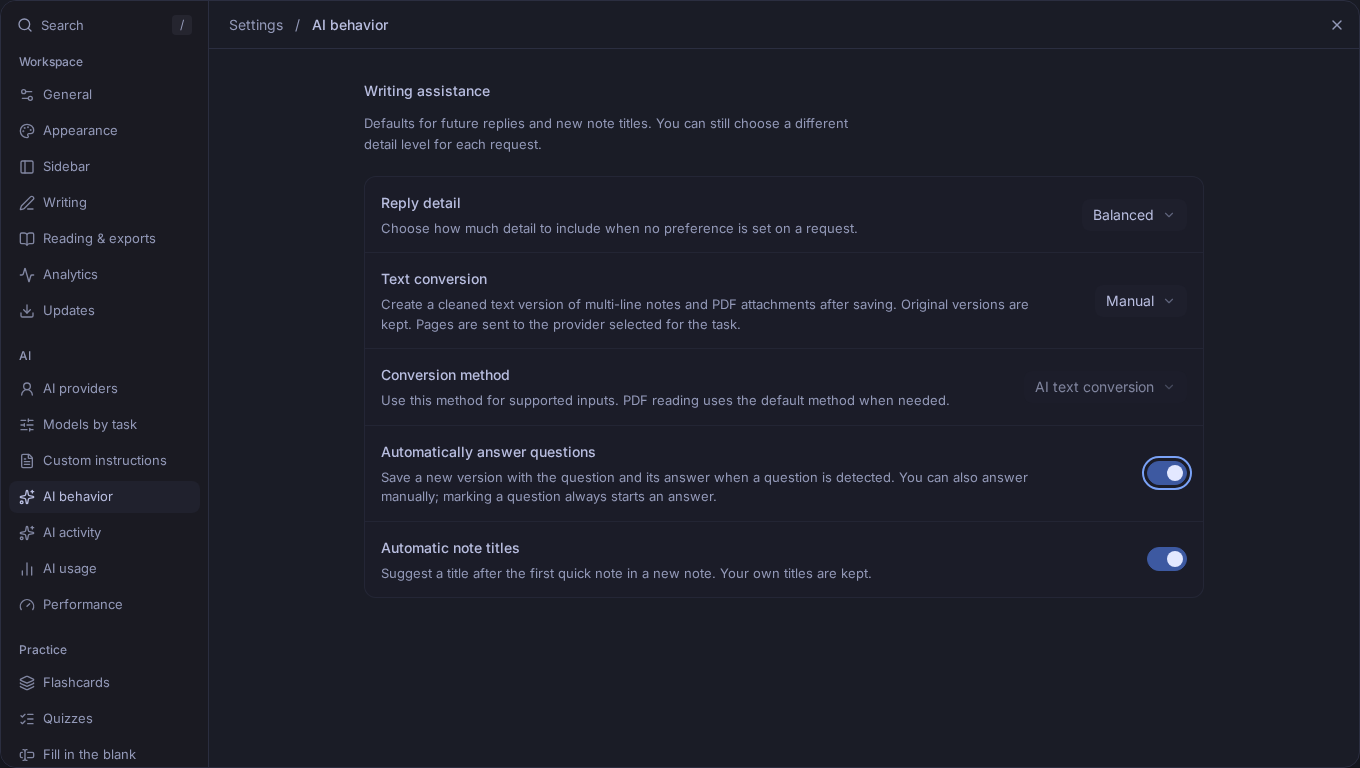 Search
/
Workspace
General
Appearance
Sidebar
Writing
Reading & exports
Analytics
Updates
AI
AI providers
Models by task
Custom instructions
AI behavior
AI activity
AI usage
Performance
Practice
Flashcards
Quizzes
Fill in the blank
Settings / AI behavior
Writing assistance
Defaults for future replies and new note titles. You can still choose a different
detail level for each request.
Reply detail
Choose how much detail to include when no preference is set on a request.
Balanced
Text conversion
Create a cleaned text version of multi-line notes and PDF attachments after saving. Original versions are
kept. Pages are sent to the provider selected for the task.
Manual
Conversion method
Use this method for supported inputs. PDF reading uses the default method when needed.
AI text conversion
Automatically answer questions
Save a new version with the question and its answer when a question is detected. You can also answer
manually; marking a question always starts an answer.
Automatic note titles
Suggest a title after the first quick note in a new note. Your own titles are kept.